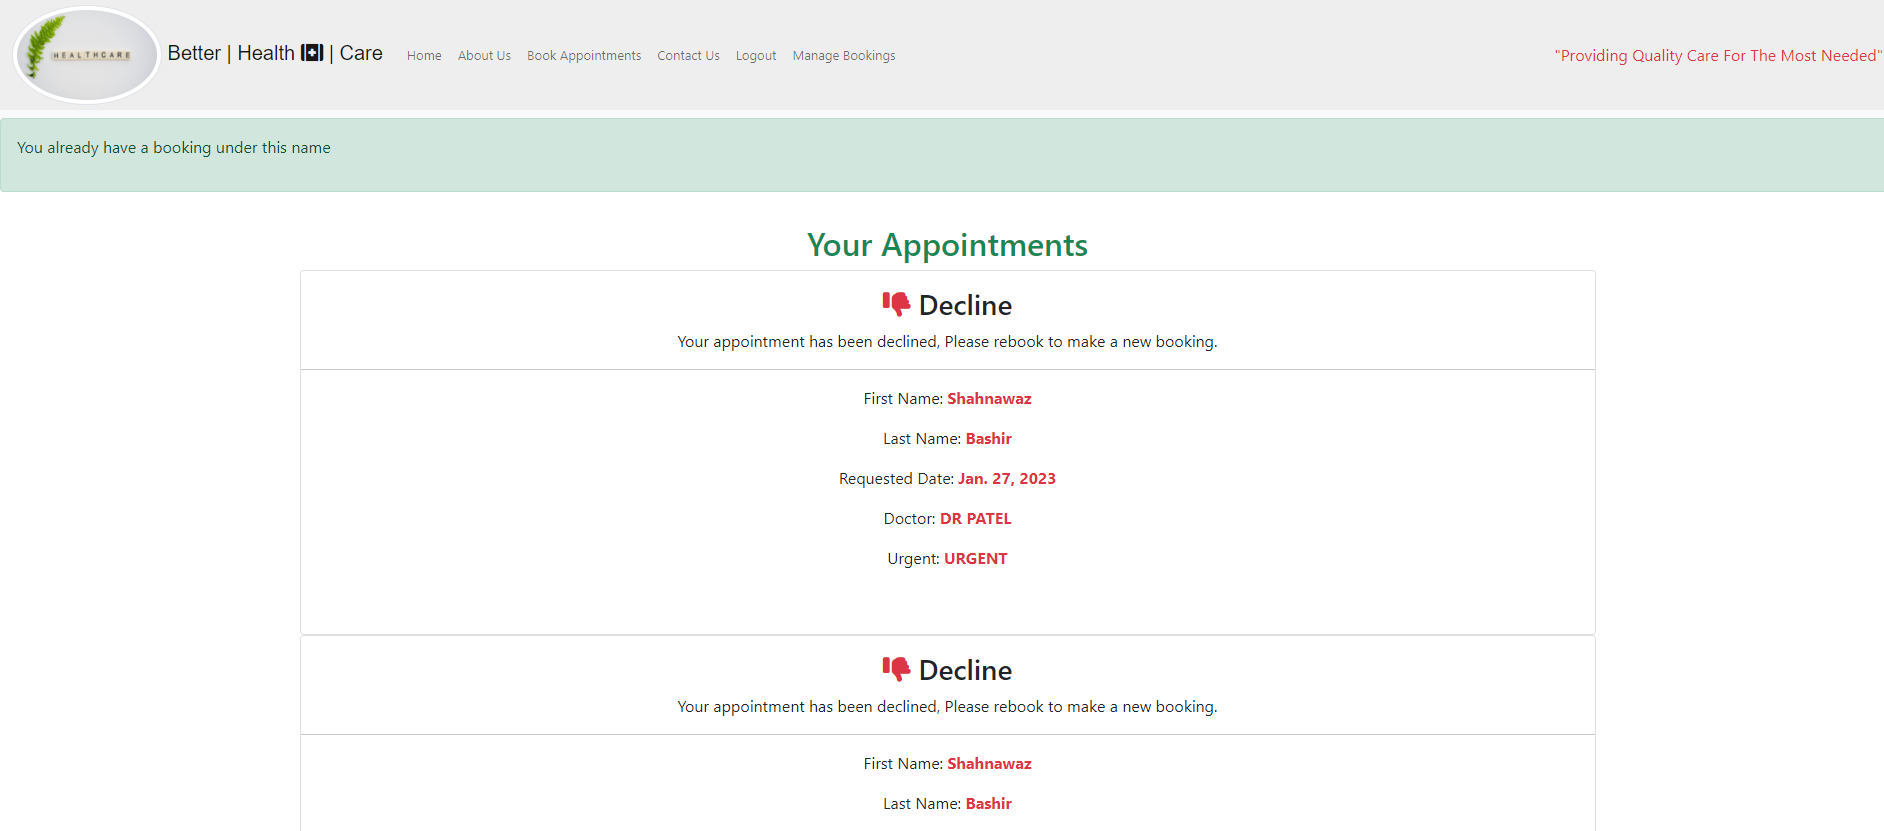 HEALTHCARE
Better | Health | Care
Home About Us Book Appointments Contact Us Logout Manage Bookings
"Providing Quality Care For The Most Needed"
You already have a booking under this name
Your Appointments
Decline
Your appointment has been declined, Please rebook to make a new booking.
First Name: Shahnawaz
Last Name: Bashir
Requested Date: Jan. 27, 2023
Doctor: DR PATEL
Urgent: URGENT
Decline
Your appointment has been declined, Please rebook to make a new booking.
First Name: Shahnawaz
Last Name: Bashir